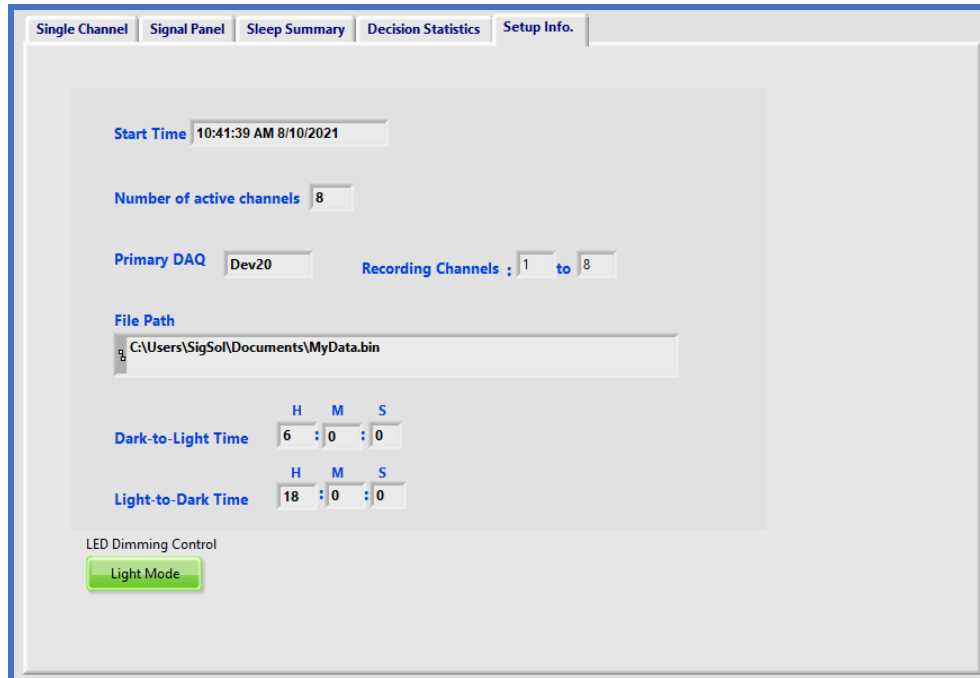 Single Channel Signal Panel Sleep Summary Decision Statistics Setup Info.
Start Time 10:41:39 AM 8/10/2021
Number of active channels 8
Primary DAQ Dev20 Recording Channels : 1 to 8
File Path
C:\Users\SigSol\Documents\MyData.bin
H M S
Dark-to-Light Time 6 : 0 : 0
H M S
Light-to-Dark Time 18 : 0 : 0
LED Dimming Control
Light Mode